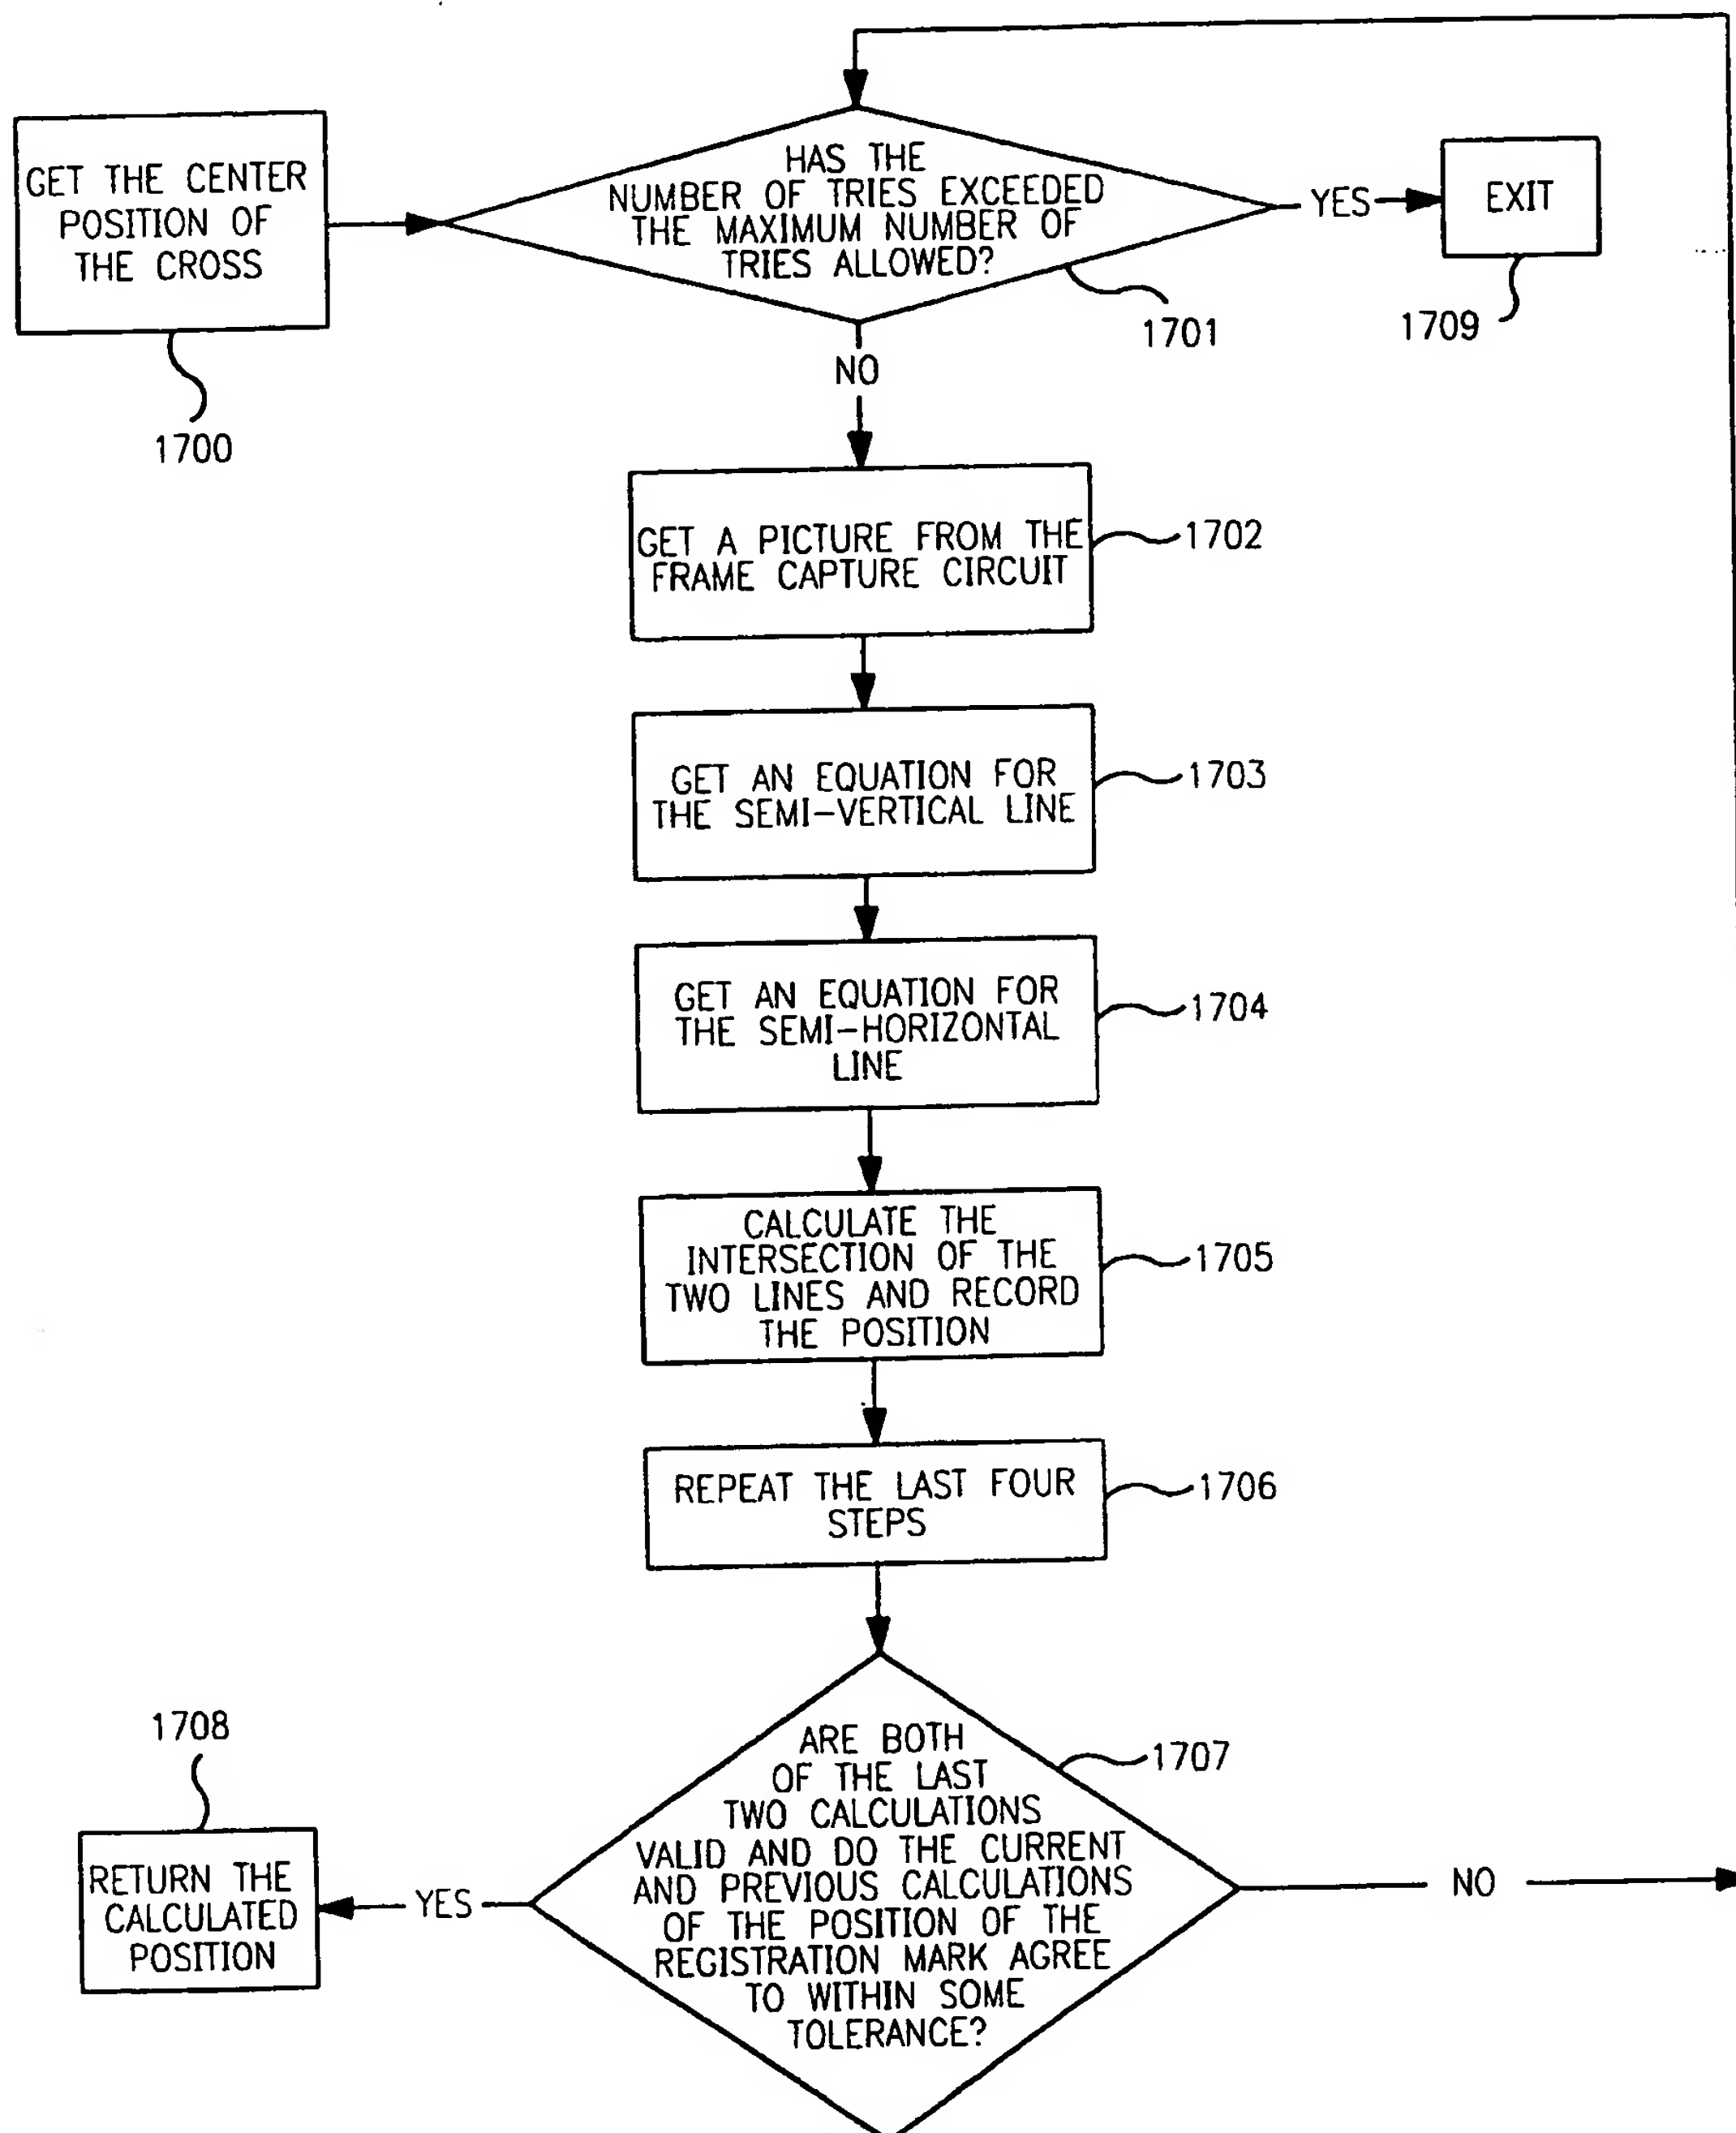 GET THE CENTER
POSITION OF
THE CROSS
1700
HAS THE
NUMBER OF TRIES EXCEEDED
THE MAXIMUM NUMBER OF
TRIES ALLOWED?
1701
YES
EXIT
1709
NO
GET A PICTURE FROM THE
FRAME CAPTURE CIRCUIT
1702
GET AN EQUATION FOR
THE SEMI-VERTICAL LINE
1703
GET AN EQUATION FOR
THE SEMI-HORIZONTAL
LINE
1704
CALCULATE THE
INTERSECTION OF THE
TWO LINES AND RECORD
THE POSITION
1705
REPEAT THE LAST FOUR
STEPS
1706
ARE BOTH
OF THE LAST
TWO CALCULATIONS
VALID AND DO THE CURRENT
AND PREVIOUS CALCULATIONS
OF THE POSITION OF THE
REGISTRATION MARK AGREE
TO WITHIN SOME
TOLERANCE?
1707
NO
YES
1708
RETURN THE
CALCULATED
POSITION